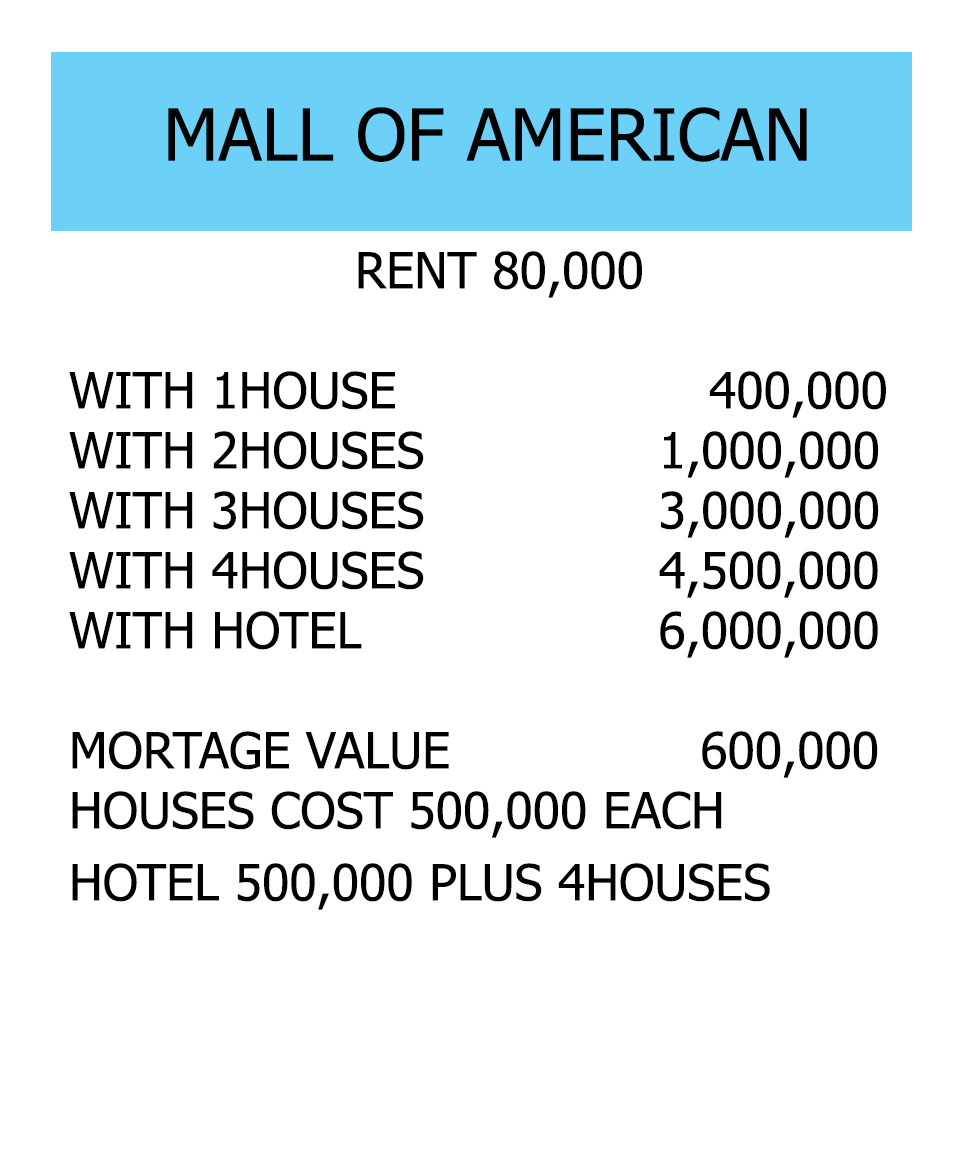 MALL OF AMERICAN
RENT 80,000
WITH 1HOUSE 400,000
WITH 2HOUSES 1,000,000
WITH 3HOUSES 3,000,000
WITH 4HOUSES 4,500,000
WITH HOTEL 6,000,000
MORTAGE VALUE 600,000
HOUSES COST 500,000 EACH
HOTEL 500,000 PLUS 4HOUSES